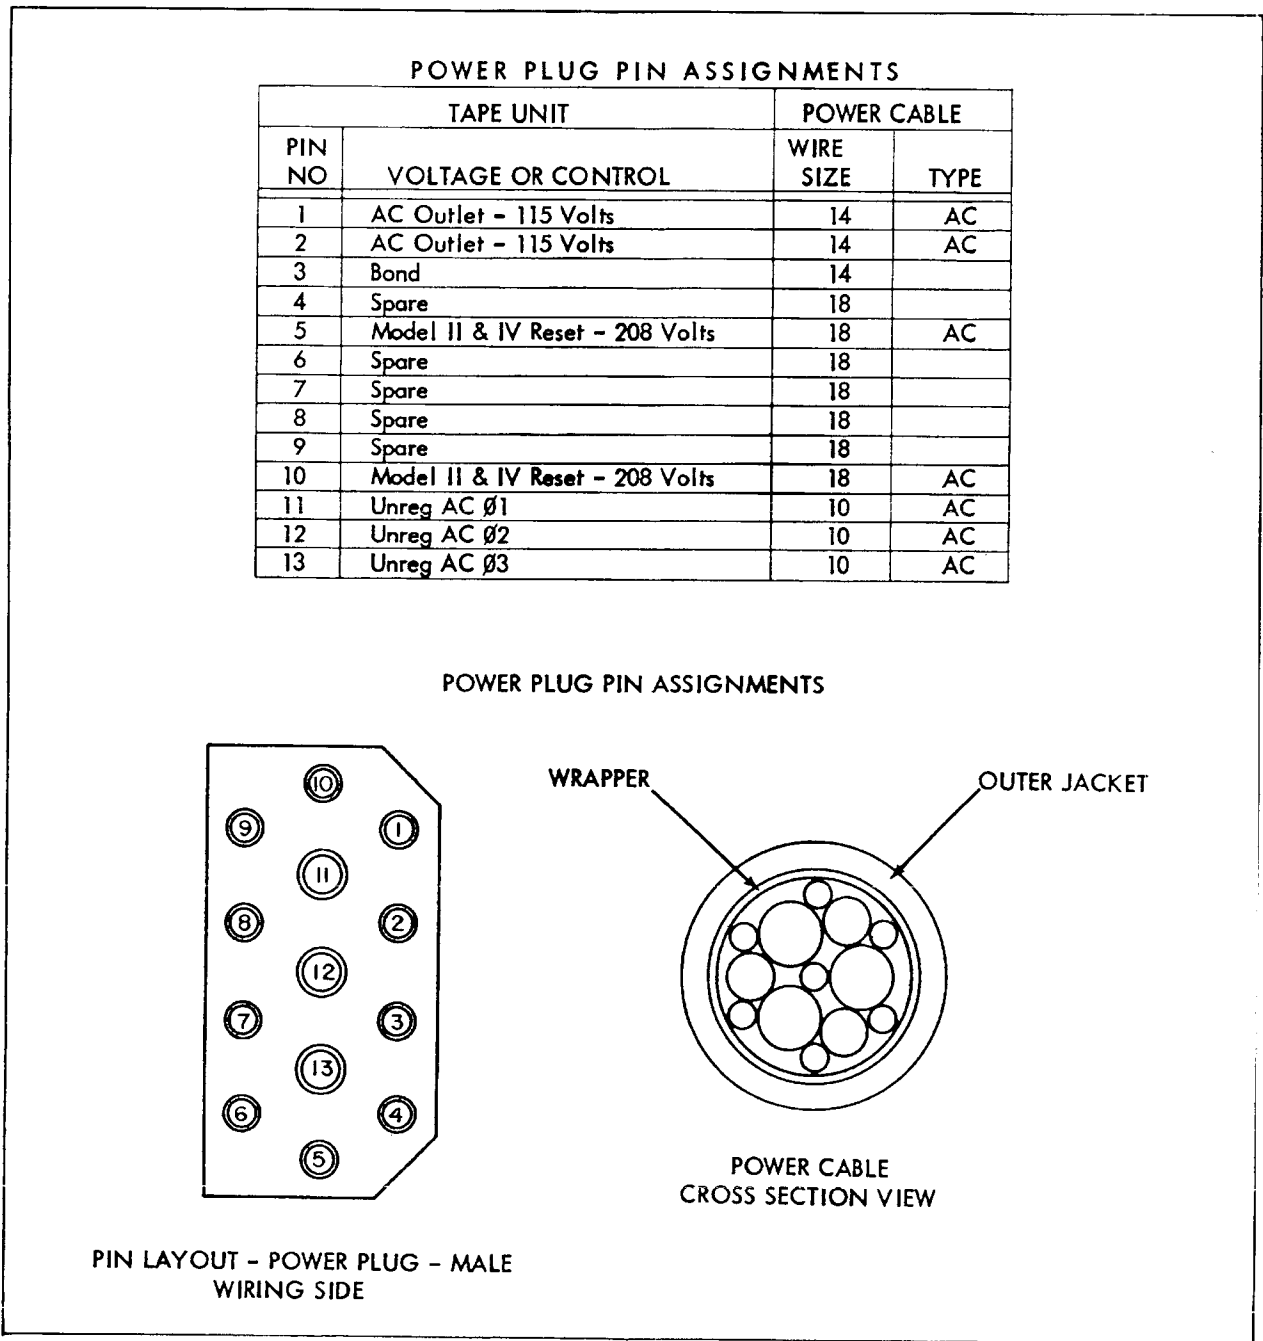 POWER PLUG PIN ASSIGNMENTS
TAPE UNIT POWER CABLE
PIN NO VOLTAGE OR CONTROL WIRE SIZE TYPE
1 AC Outlet - 115 Volts 14 AC
2 AC Outlet - 115 Volts 14 AC
3 Bond 14
4 Spare 18
5 Model II & IV Reset - 208 Volts 18 AC
6 Spare 18
7 Spare 18
8 Spare 18
9 Spare 18
10 Model II & IV Reset - 208 Volts 18 AC
11 Unreg AC Ø1 10 AC
12 Unreg AC Ø2 10 AC
13 Unreg AC Ø3 10 AC
POWER PLUG PIN ASSIGNMENTS
10
9 1
11
8 2
12
7 3
13
6 4
5
WRAPPER
OUTER JACKET
POWER CABLE
CROSS SECTION VIEW
PIN LAYOUT - POWER PLUG - MALE
WIRING SIDE